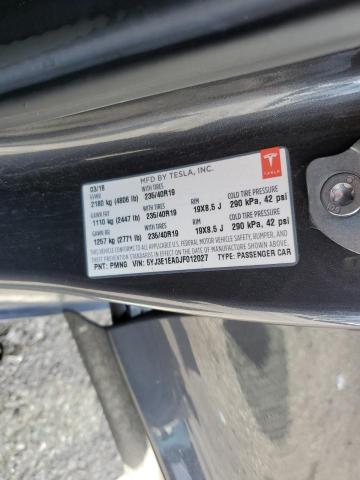 MFD BY TESLA, INC.
TESLA
03/18
GVWR WITH TIRES RIM COLD TIRE PRESSURE
2180 kg (4806 lb) 235/40R19 19X8.5 J 290 kPa, 42 psi
GAWR FRT WITH TIRES RIM COLD TIRE PRESSURE
1110 kg (2447 lb) 235/40R19 19X8.5 J 290 kPa, 42 psi
GAWR RR WITH TIRES
1257 kg (2771 lb) 235/40R19
THIS VEHICLE CONFORMS TO ALL APPLICABLE FEDERAL MOTOR VEHICLE SAFETY, BUMPER, AND
THEFT PREVENTION STANDARDS IN EFFECT ON THE DATE OF MANUFACTURE SHOWN ABOVE.
PNT: PMNG VIN: 5YJ3E1EA0JF012027 TYPE: PASSENGER CAR